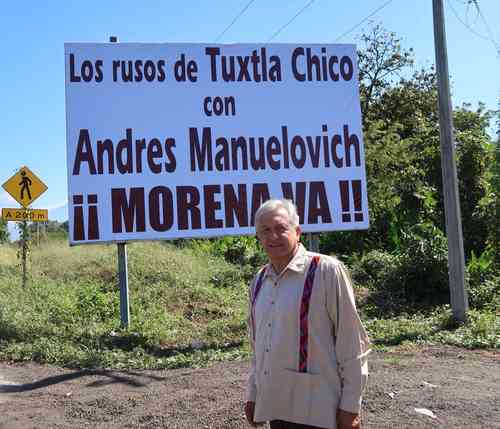 Los rusos de Tuxtla Chico
con
Andres Manuelovich
¡¡ MORENA VA !!
A 200 m